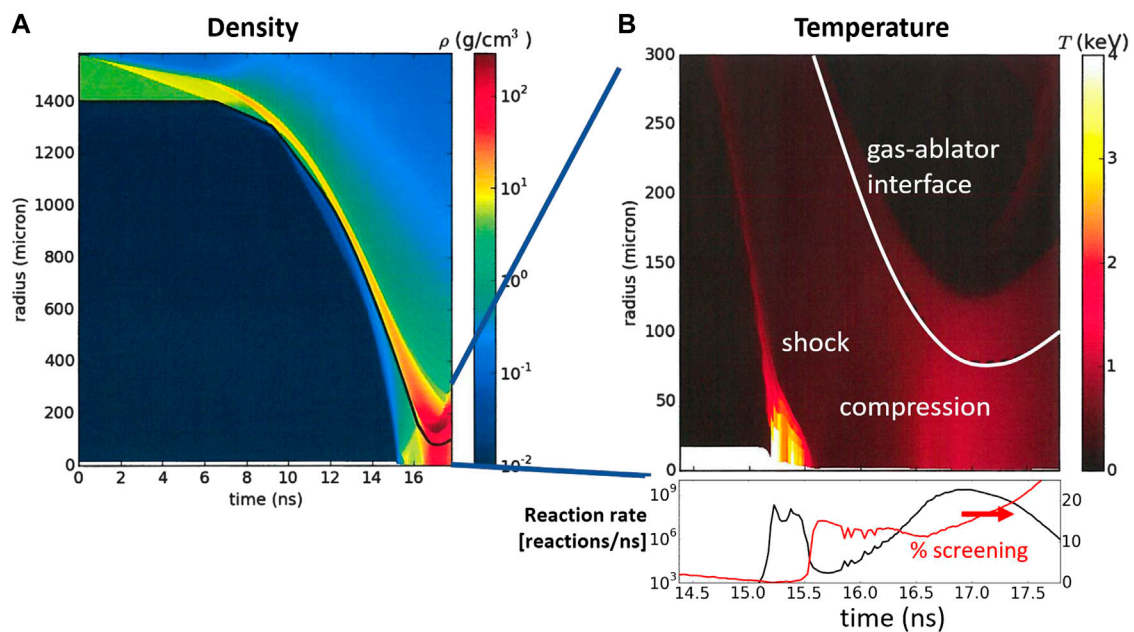 A
Density
ρ (g/cm³)
10²
10¹
10⁰
10⁻¹
10⁻²
1400
1200
1000
800
600
400
200
0
radius (micron)
0 2 4 6 8 10 12 14 16
time (ns)
B
Temperature
T (keV)
4
3
2
1
0
300
250
200
150
100
50
0
radius (micron)
gas-ablator
interface
shock
compression
Reaction rate
[reactions/ns]
10⁹
10⁶
10³
20
10
0
% screening
14.5 15.0 15.5 16.0 16.5 17.0 17.5
time (ns)